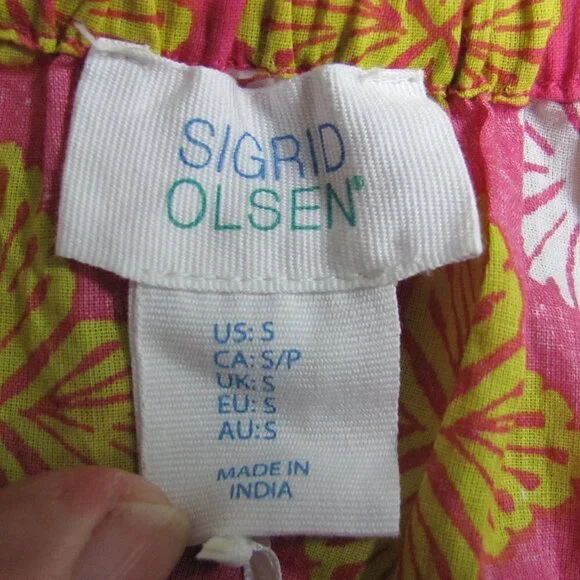 SIGRID
OLSEN®
US: S
CA: S/P
UK: S
EU: S
AU: S
MADE IN
INDIA